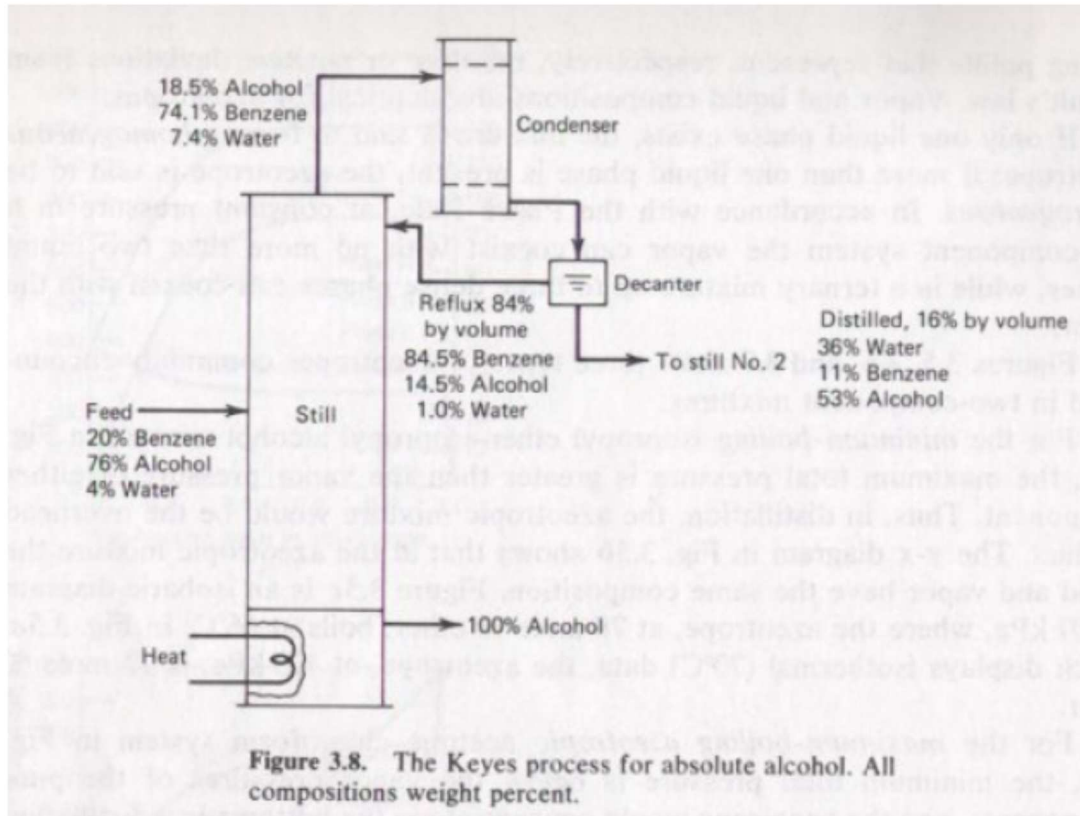 18.5% Alcohol
74.1% Benzene
7.4% Water
Condenser
Decanter
Reflux 84%
by volume
84.5% Benzene
14.5% Alcohol
1.0% Water
To still No. 2
Distilled, 16% by volume
36% Water
11% Benzene
53% Alcohol
Feed
20% Benzene
76% Alcohol
4% Water
Still
Heat
100% Alcohol
Figure 3.8. The Keyes process for absolute alcohol. All
compositions weight percent.